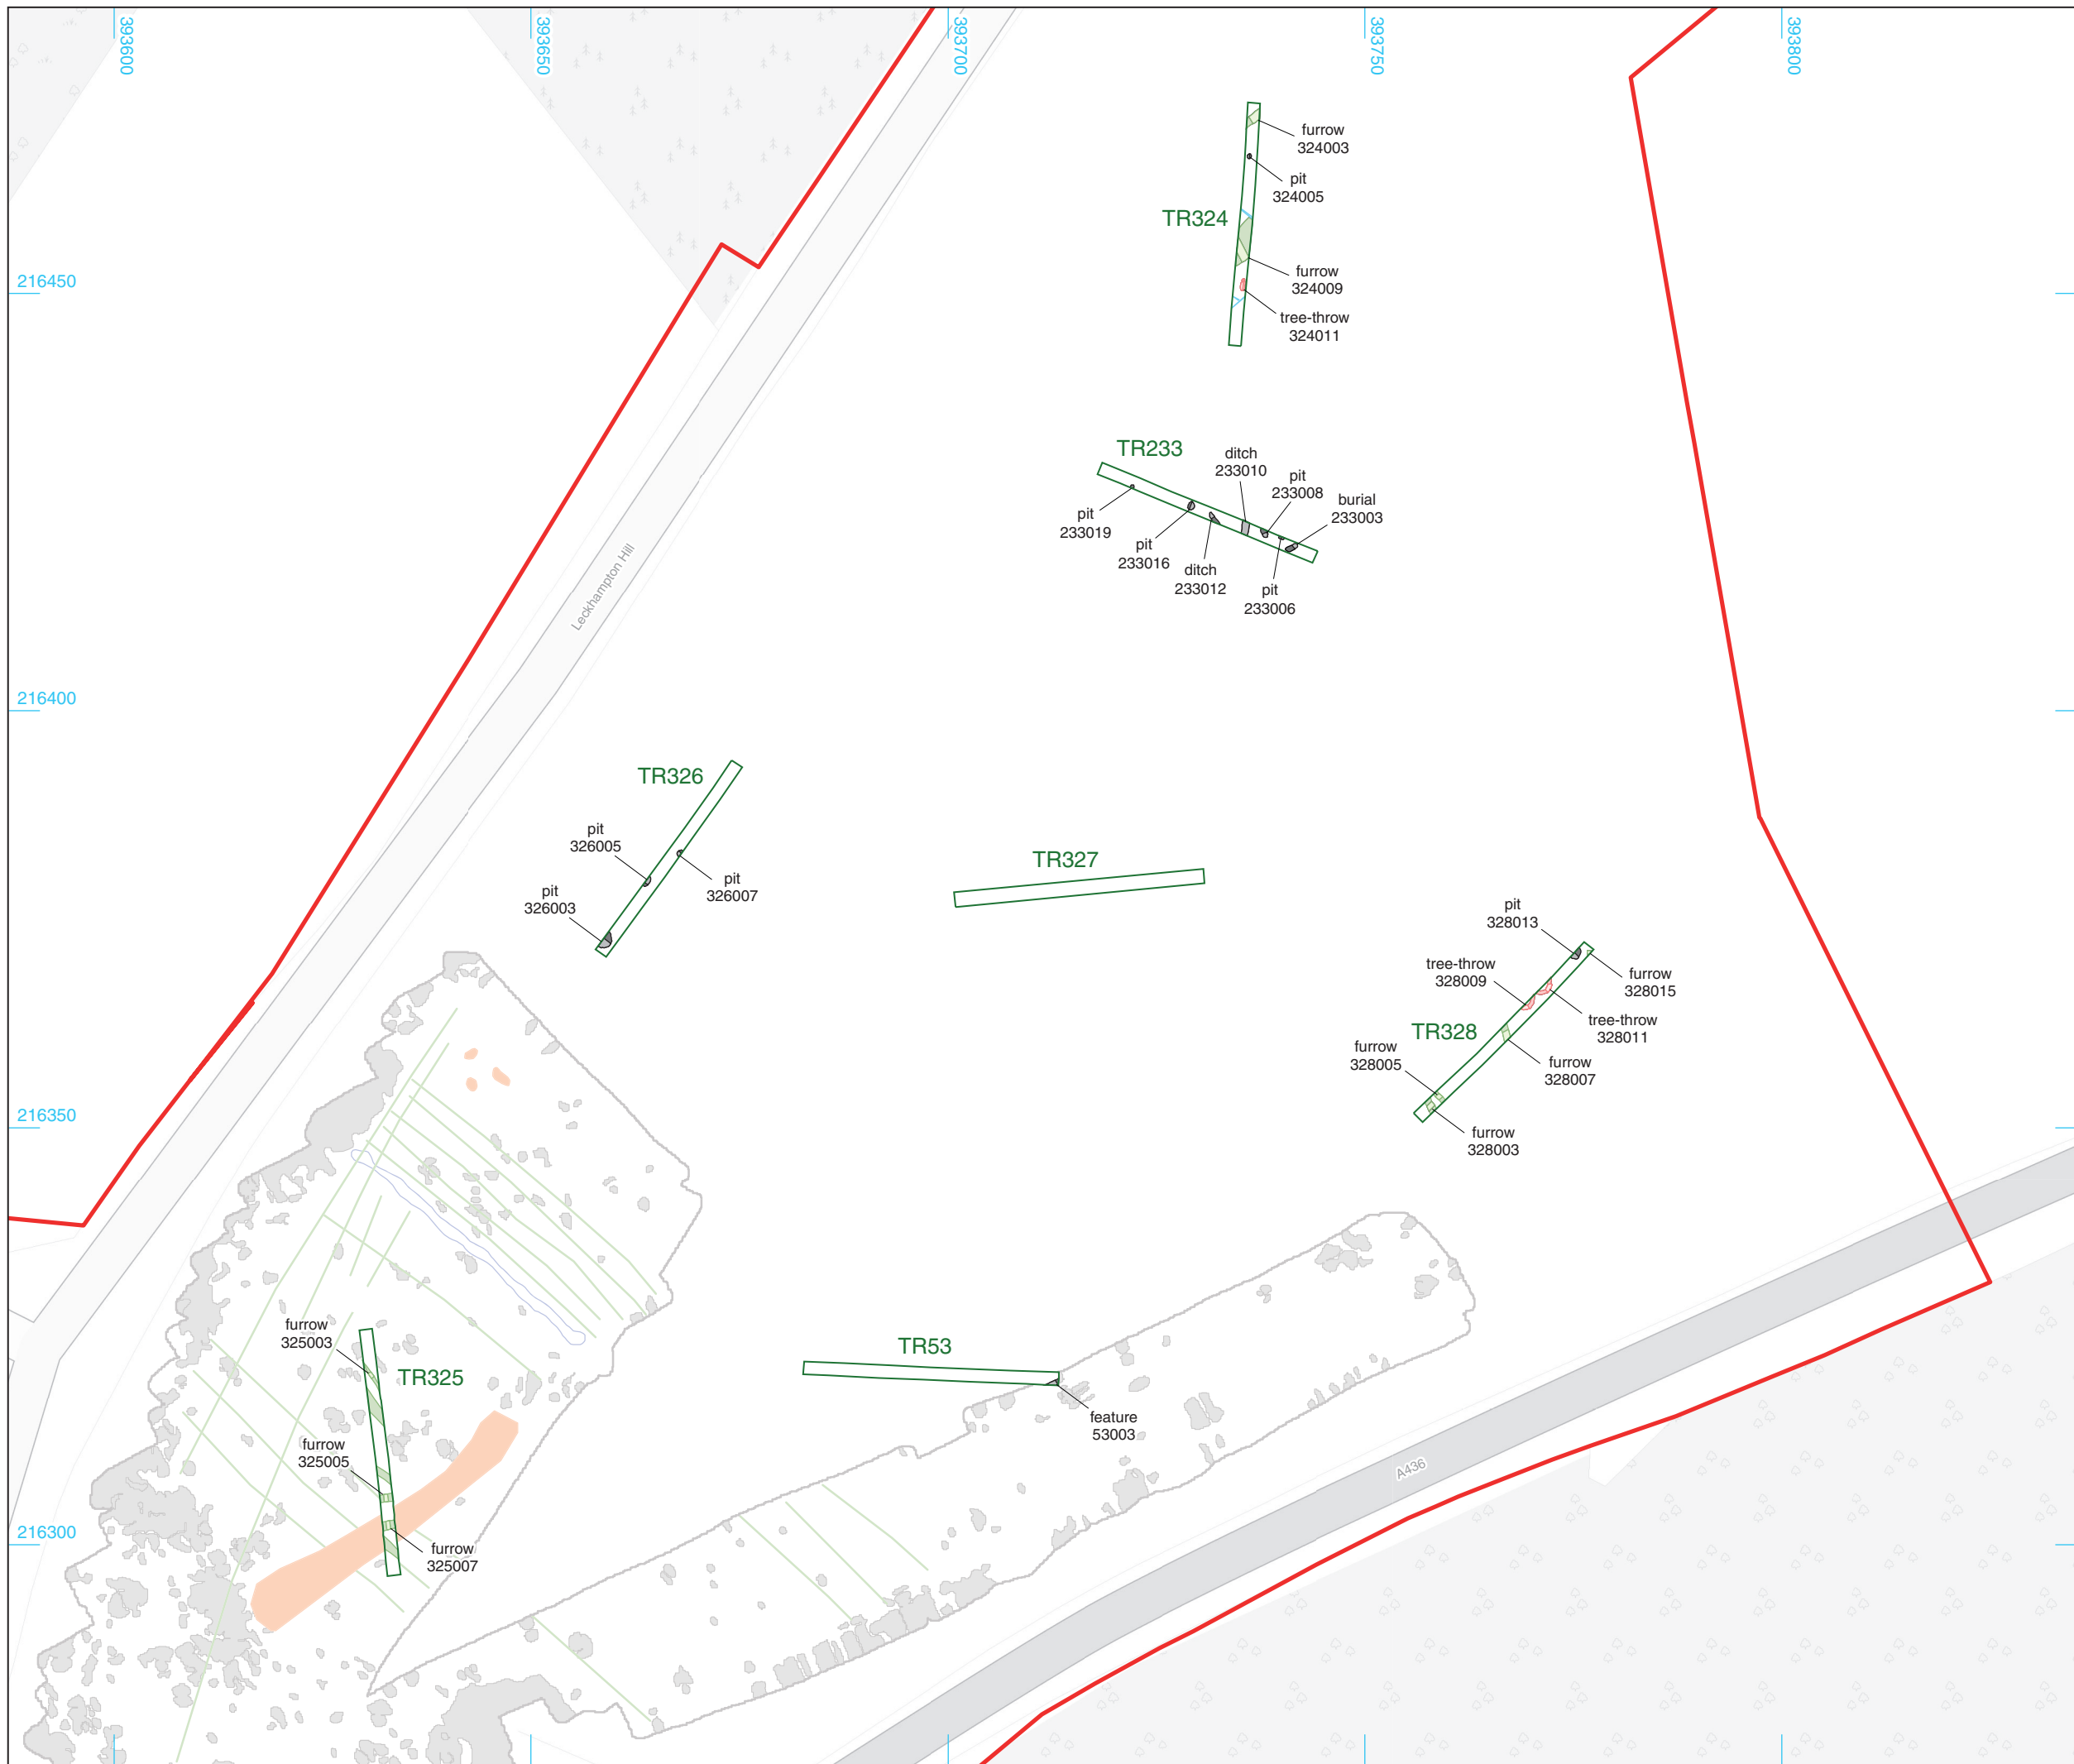 393600
393650
393700
393750
393800
furrow
324003
pit
324005
TR324
furrow
324009
tree-throw
324011
216450
TR233
ditch
233010
pit
233008
burial
233003
pit
233019
pit
233016
ditch
233012
pit
233006
Leckhampton Hill
216400
TR326
pit
326005
pit
326007
pit
326003
TR327
pit
328013
tree-throw
328009
furrow
328015
TR328
tree-throw
328011
furrow
328005
furrow
328007
furrow
328003
216350
furrow
325003
TR325
TR53
feature
53003
furrow
325005
furrow
325007
A436
216300